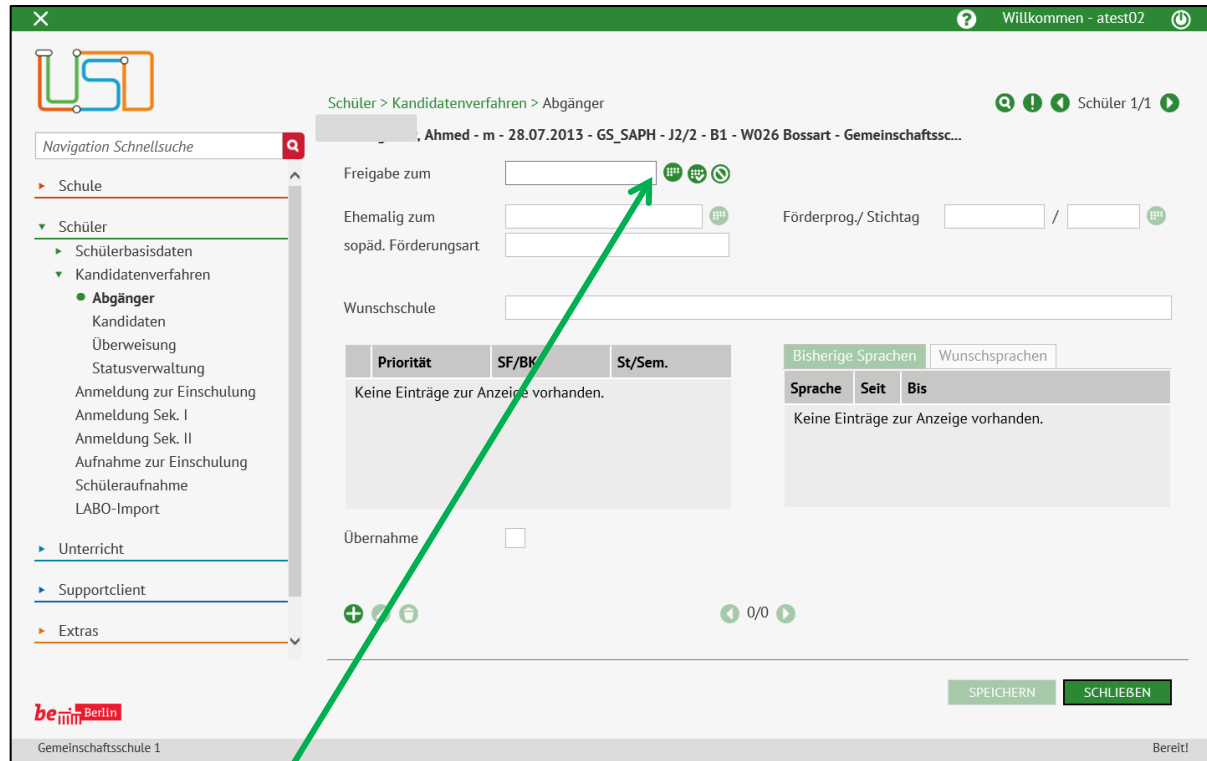 Willkommen - atest02
Schüler > Kandidatenverfahren > Abgänger
Schüler 1/1
, Ahmed - m - 28.07.2013 - GS_SAPH - J2/2 - B1 - W026 Bossart - Gemeinschaftssc...
Navigation Schnellsuche
Schule
Schüler
Schülerbasisdaten
Kandidatenverfahren
Abgänger
Kandidaten
Überweisung
Statusverwaltung
Anmeldung zur Einschulung
Anmeldung Sek. I
Anmeldung Sek. II
Aufnahme zur Einschulung
Schüleraufnahme
LABO-Import
Unterricht
Supportclient
Extras
Freigabe zum
Ehemalig zum
Förderprog./ Stichtag /
sopäd. Förderungsart
Wunschschule
Priorität SF/BK St/Sem.
Keine Einträge zur Anzeige vorhanden.
Bisherige Sprachen Wunschsprachen
Sprache Seit Bis
Keine Einträge zur Anzeige vorhanden.
Übernahme
0/0
SPEICHERN SCHLIEẞEN
be Berlin
Gemeinschaftsschule 1
Bereit!